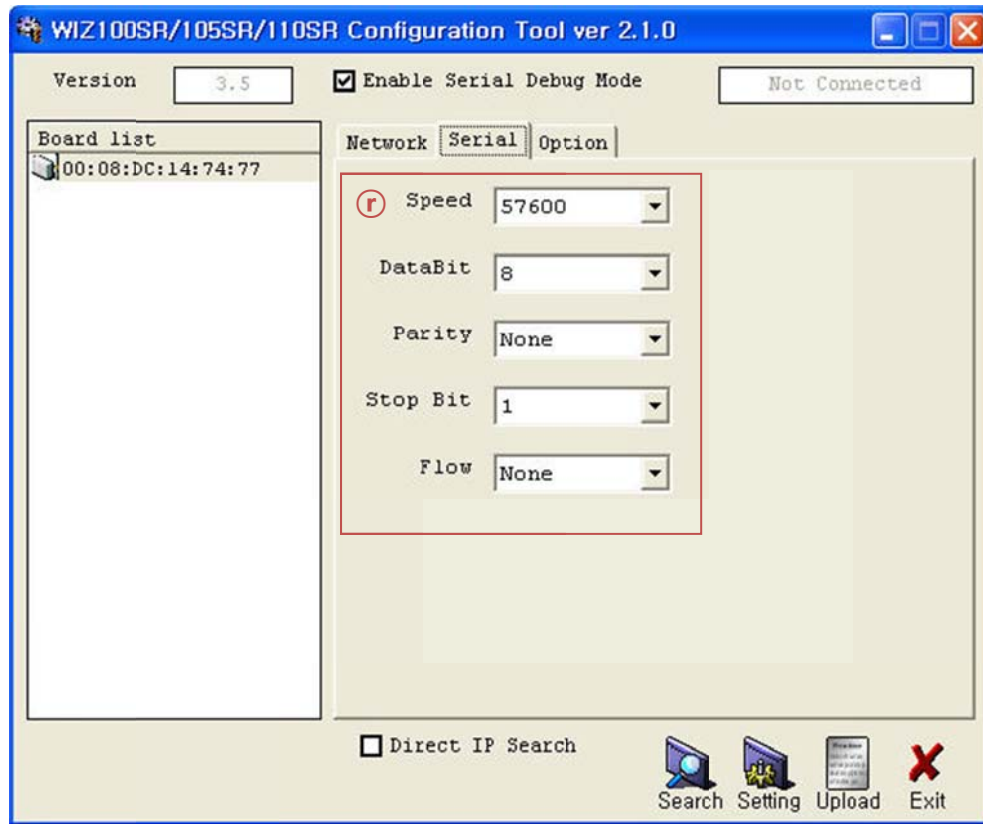 WIZ100SR/105SR/110SR Configuration Tool ver 2.1.0
Version 3.5 Enable Serial Debug Mode Not Connected
Board list
00:08:DC:14:74:77
Network Serial Option
r Speed 57600
DataBit 8
Parity None
Stop Bit 1
Flow None
Direct IP Search
Search Setting Upload Exit